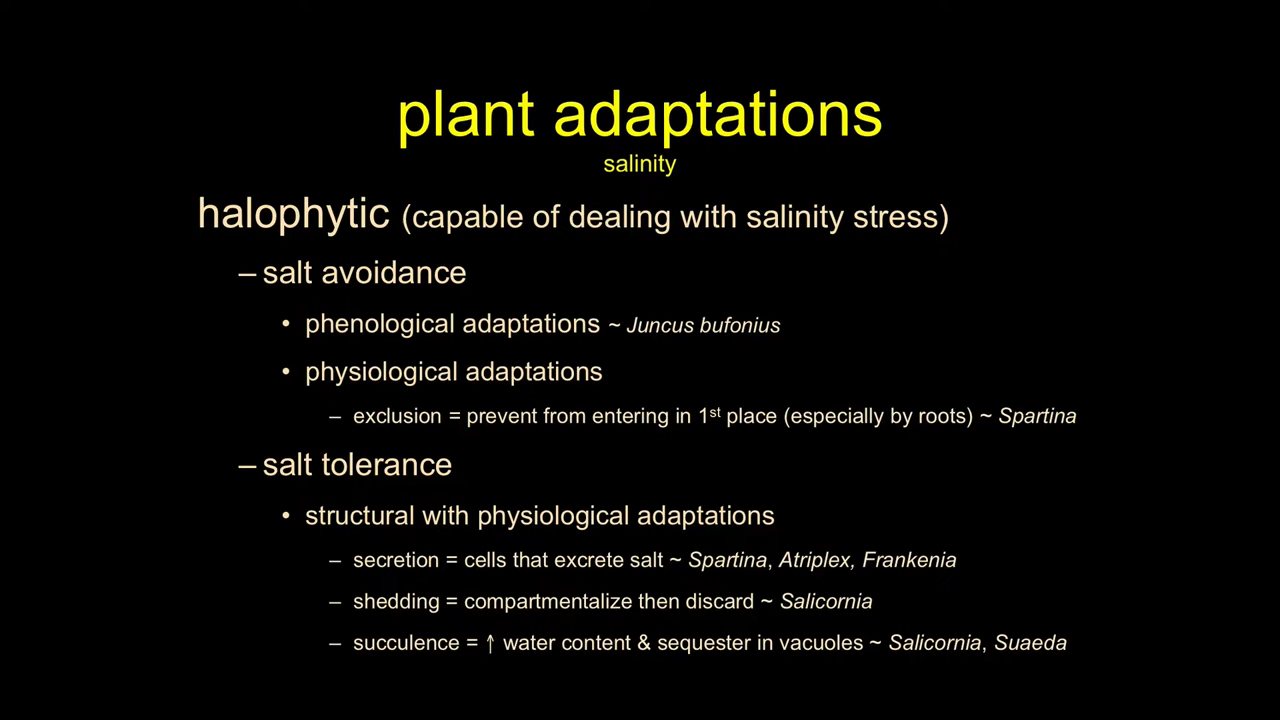 plant adaptations
salinity
halophytic (capable of dealing with salinity stress)
– salt avoidance
• phenological adaptations ~ Juncus bufonius
• physiological adaptations
– exclusion = prevent from entering in 1st place (especially by roots) ~ Spartina
– salt tolerance
• structural with physiological adaptations
– secretion = cells that excrete salt ~ Spartina, Atriplex, Frankenia
– shedding = compartmentalize then discard ~ Salicornia
– succulence = ↑ water content & sequester in vacuoles ~ Salicornia, Suaeda